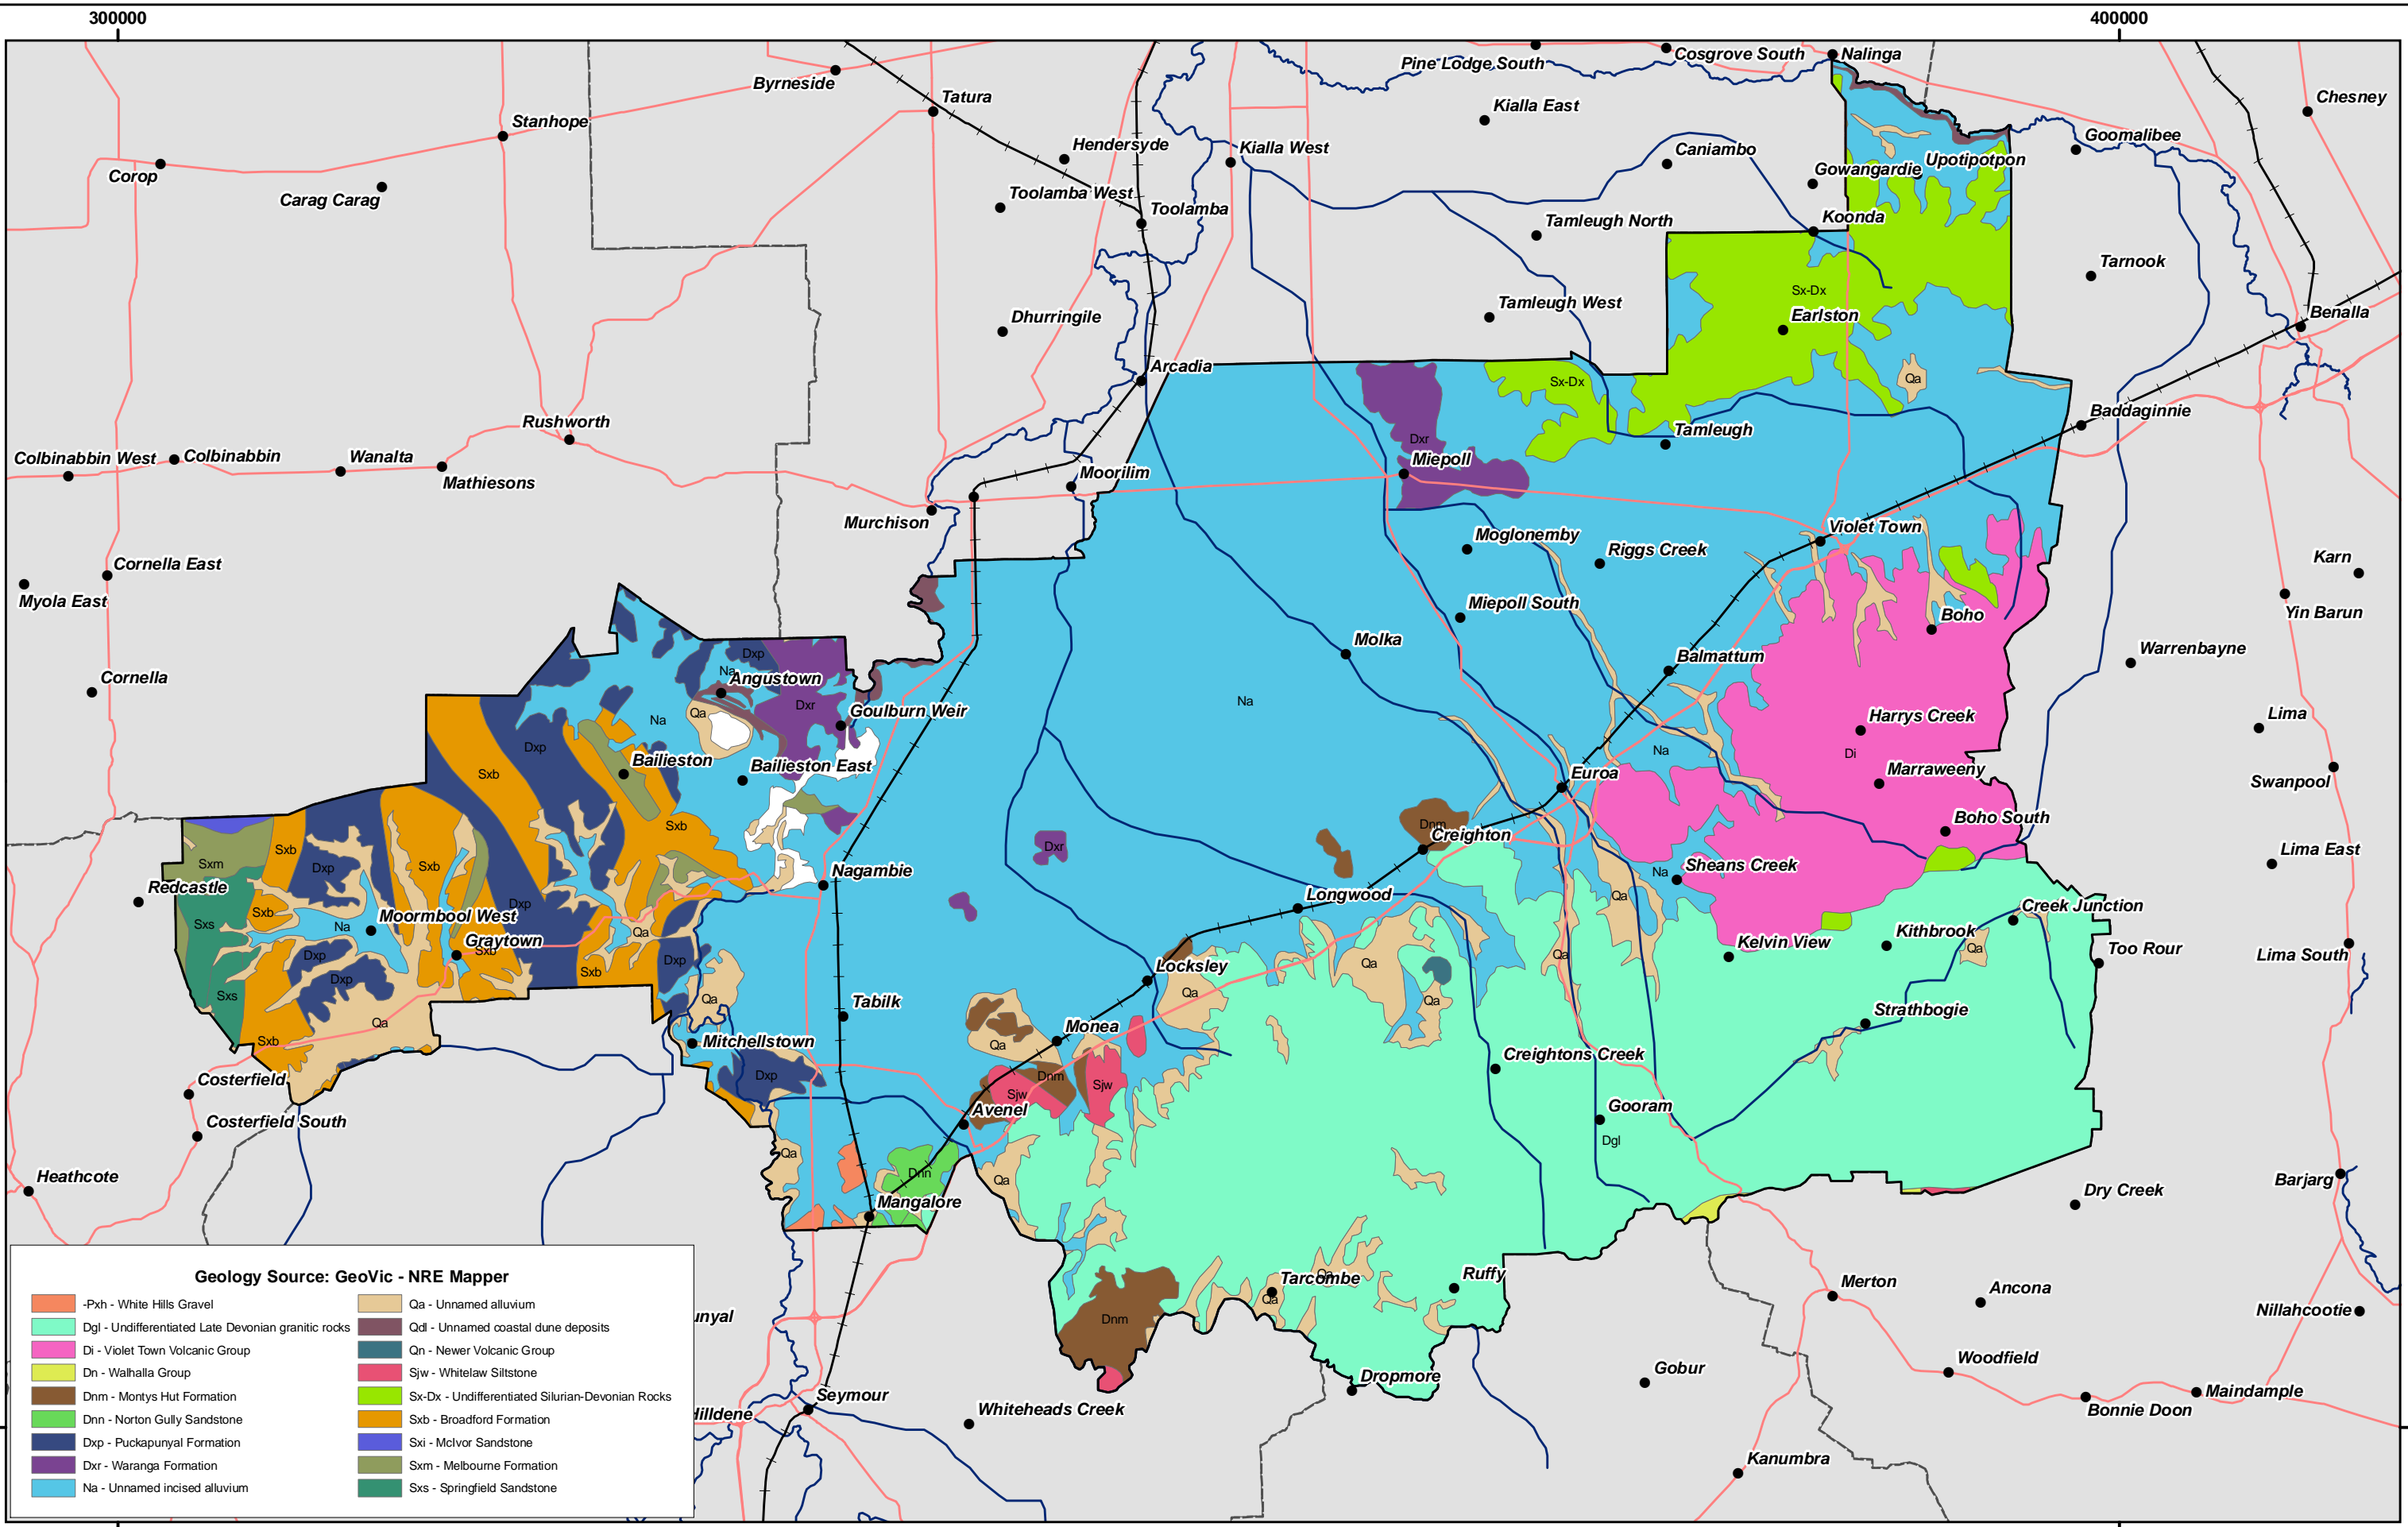 300000
400000
Byrneside
Pine Lodge South
Cosgrove South
Nalinga
Tatura
Stanhope
Kialla East
Chesney
Corop
Carag Carag
Hendersyde
Kialla West
Caniambo
Gowangardie
Upotipotpon
Goomalibee
Toolamba West
Toolamba
Tamleugh North
Koonda
Tarnook
Dhurringile
Tamleugh West
Sx-Dx
Earlston
Benalla
Arcadia
Sx-Dx
Qa
Rushworth
Baddaginnie
Colbinabbin West
Colbinabbin
Wanalta
Mathiesons
Dxr
Miepoll
Tamleugh
Moorilim
Murchison
Moglonemby
Riggs Creek
Violet Town
Cornella East
Karn
Myola East
Miepoll South
Boho
Yin Barun
Molka
Balmattum
Warrenbayne
Dxp
Na
Angustown
Cornella
Na
Qa
Dxr
Goulburn Weir
Na
Harrys Creek
Lima
Dxp
Na
Di
Bailieston
Bailieston East
Sxb
Euroa
Marraweeny
Swanpool
Sxb
Dnm
Creighton
Boho South
Sxm
Sxb
Dxp
Sxb
Dxr
Sheans Creek
Na
Lima East
Redcastle
Nagambie
Longwood
Qa
Sxs
Sxb
Na
Moormbool West
Dxp
Creek Junction
Graytown
Sxb
Qa
Kelvin View
Kithbrook
Qa
Too Rour
Lima South
Dxp
Dxp
Sxb
Dxp
Locksley
Qa
Qa
Sxs
Qa
Qa
Qa
Tabilk
Strathbogie
Qa
Sxb
Mitchellstown
Qa
Monea
Creightons Creek
Costerfield
Dxp
Dnm
Sjw
Sjw
Avenel
Gooram
Costerfield South
Dgl
Qa
Dnn
Qa
Heathcote
Mangalore
Dry Creek
Barjarg
Tarcombe
Qa
Qa
Ruffy
Merton
Ancona
Nillahcootie
unyal
Dnm
Gobur
Woodfield
Dropmore
Seymour
Hilldene
Whiteheads Creek
Maindample
Bonnie Doon
Kanumbra
Geology Source: GeoVic - NRE Mapper
-Pxh - White Hills Gravel
Dgl - Undifferentiated Late Devonian granitic rocks
Di - Violet Town Volcanic Group
Dn - Walhalla Group
Dnm - Montys Hut Formation
Dnn - Norton Gully Sandstone
Dxp - Puckapunyal Formation
Dxr - Waranga Formation
Na - Unnamed incised alluvium
Qa - Unnamed alluvium
Qdl - Unnamed coastal dune deposits
Qn - Newer Volcanic Group
Sjw - Whitelaw Siltstone
Sx-Dx - Undifferentiated Silurian-Devonian Rocks
Sxb - Broadford Formation
Sxi - McIvor Sandstone
Sxm - Melbourne Formation
Sxs - Springfield Sandstone